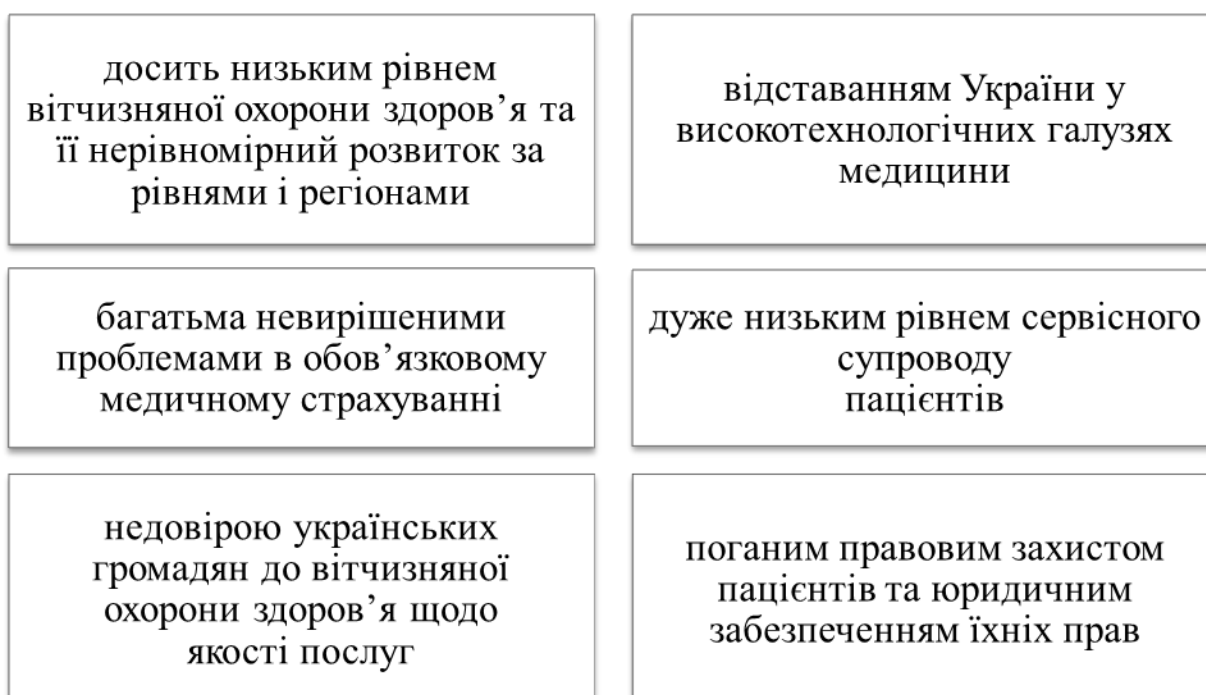 досить низьким рівнем
вітчизняної охорони здоров’я та
її нерівномірний розвиток за
рівнями і регіонами
відставанням України у
високотехнологічних галузях
медицини
багатьма невирішеними
проблемами в обов’язковому
медичному страхуванні
дуже низьким рівнем сервісного
супроводу
пацієнтів
недовірою українських
громадян до вітчизняної
охорони здоров’я щодо
якості послуг
поганим правовим захистом
пацієнтів та юридичним
забезпеченням їхніх прав